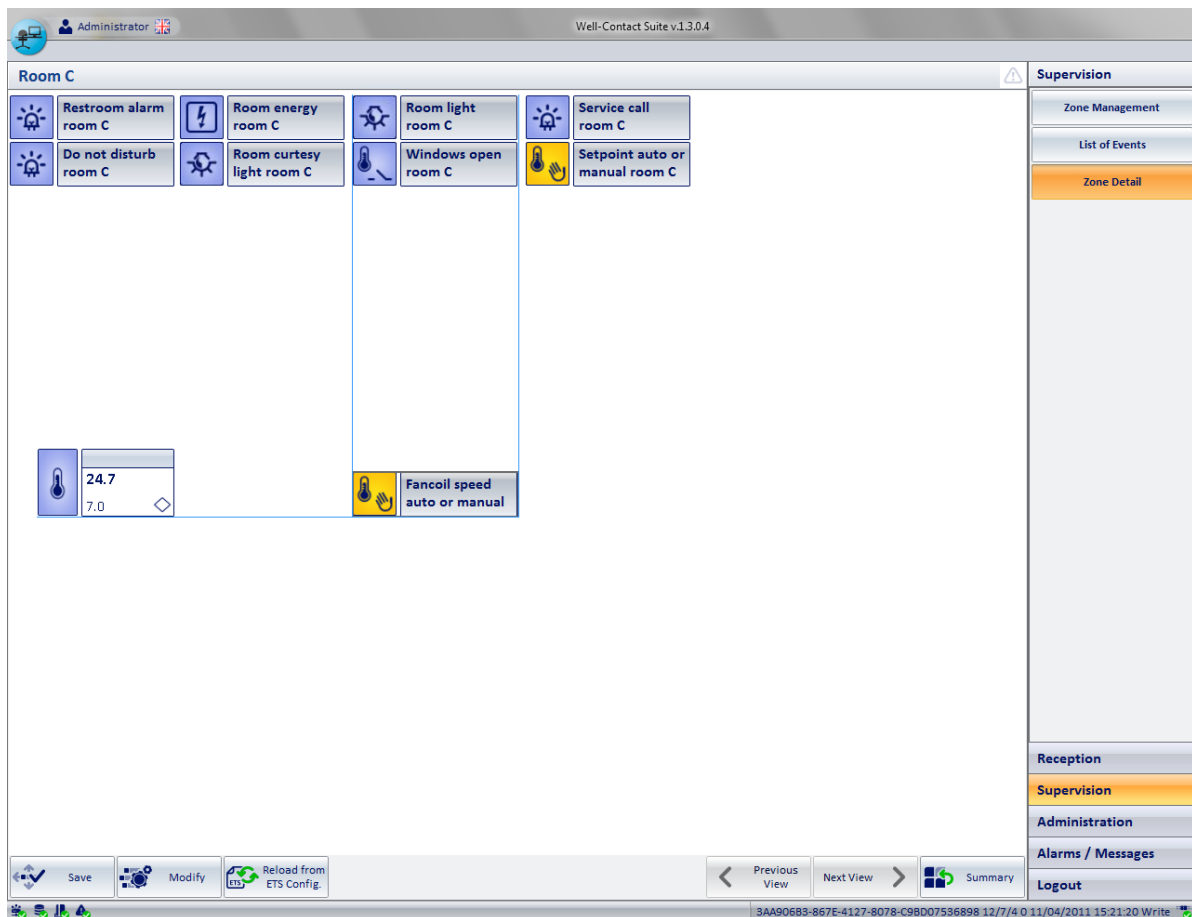 Administrator
Well-Contact Suite v.1.3.0.4
Room C
Supervision
Restroom alarm
room C
Room energy
room C
Room light
room C
Service call
room C
Do not disturb
room C
Room curtesy
light room C
Windows open
room C
Setpoint auto or
manual room C
Zone Management
List of Events
Zone Detail
24.7
7.0
Fancoil speed
auto or manual
Reception
Supervision
Administration
Alarms / Messages
Logout
Save
Modify
ETS
Reload from
ETS Config.
Previous
View
Next View
Summary
3AA906B3-867E-4127-8078-C9BD07536898 12/7/4 0 11/04/2011 15:21:20 Write